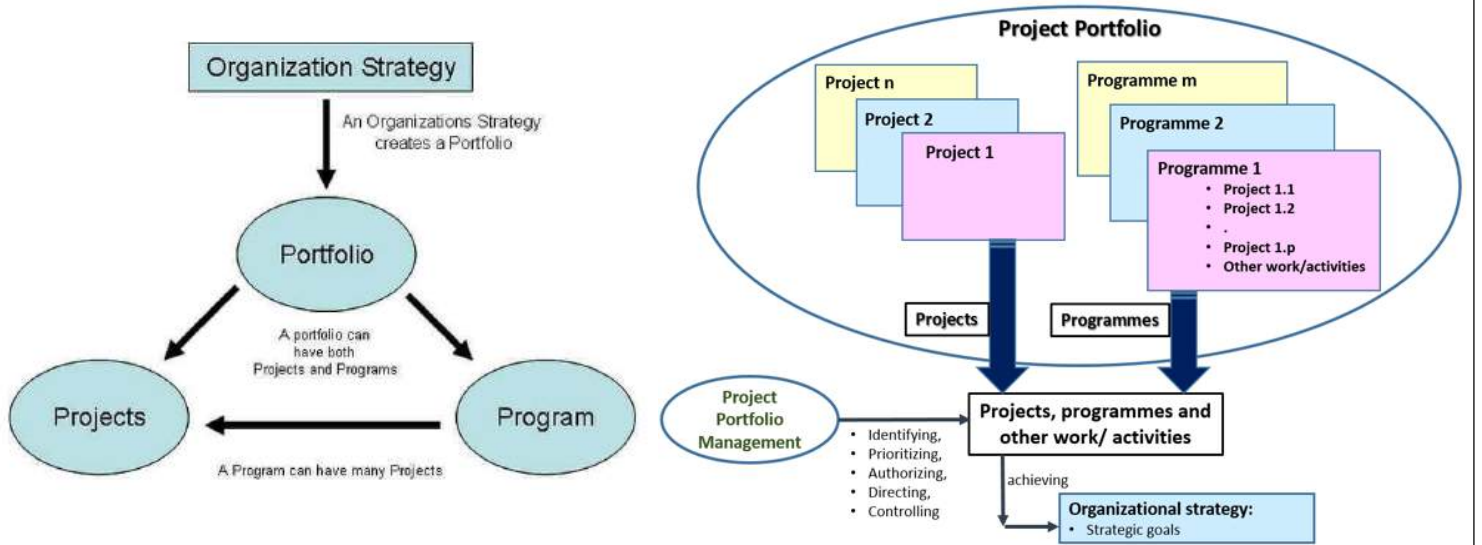 Organization Strategy
An Organizations Strategy
creates a Portfolio
Portfolio
A portfolio can
have both
Projects and Programs
Projects
Program
A Program can have many Projects
Project Portfolio
Project n
Project 2
Project 1
Programme m
Programme 2
Programme 1
• Project 1.1
• Project 1.2
• .
• Project 1.p
• Other work/activities
Projects
Programmes
Project
Portfolio
Management
• Identifying,
• Prioritizing,
• Authorizing,
• Directing,
• Controlling
Projects, programmes and
other work/ activities
achieving
Organizational strategy:
• Strategic goals